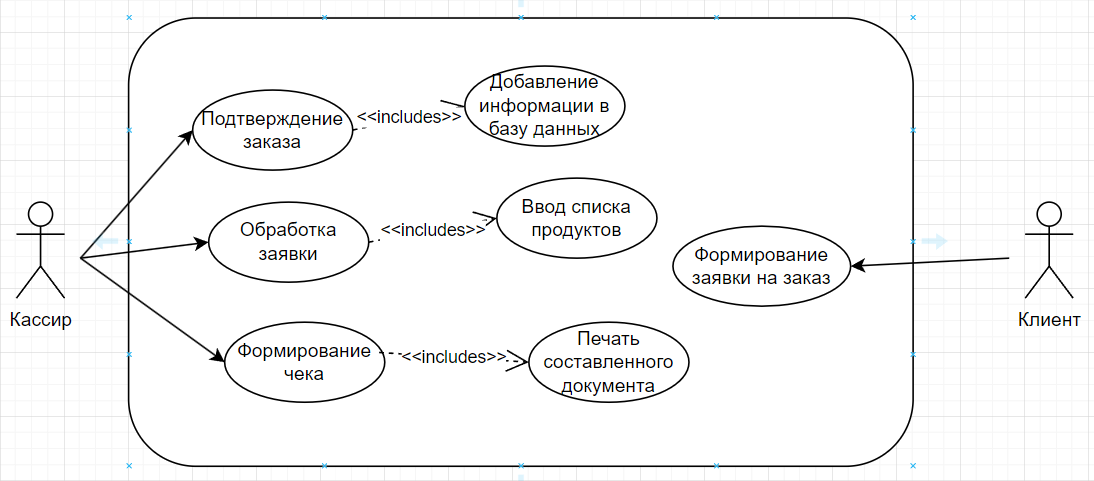 Добавление
информации в
базу данных
<<includes>>
Подтверждение
заказа
Ввод списка
продуктов
<<includes>>
Обработка
заявки
Формирование
заявки на заказ
Кассир
Клиент
Печать
составленного
документа
<<includes>>
Формирование
чека